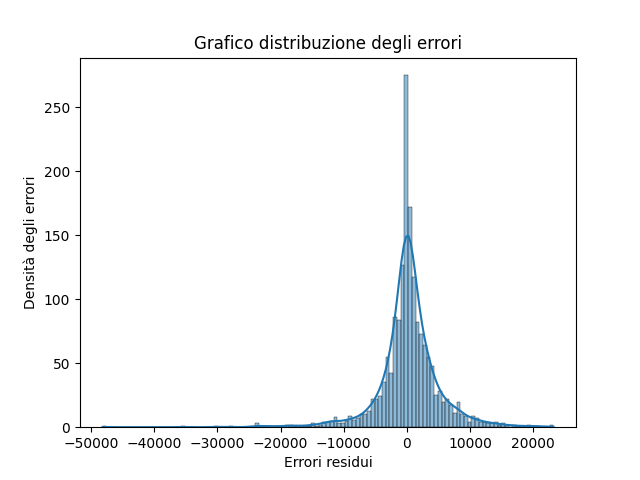 Grafico distribuzione degli errori
Densità degli errori
250
200
150
100
50
0
−50000 −40000 −30000 −20000 −10000 0 10000 20000
Errori residui